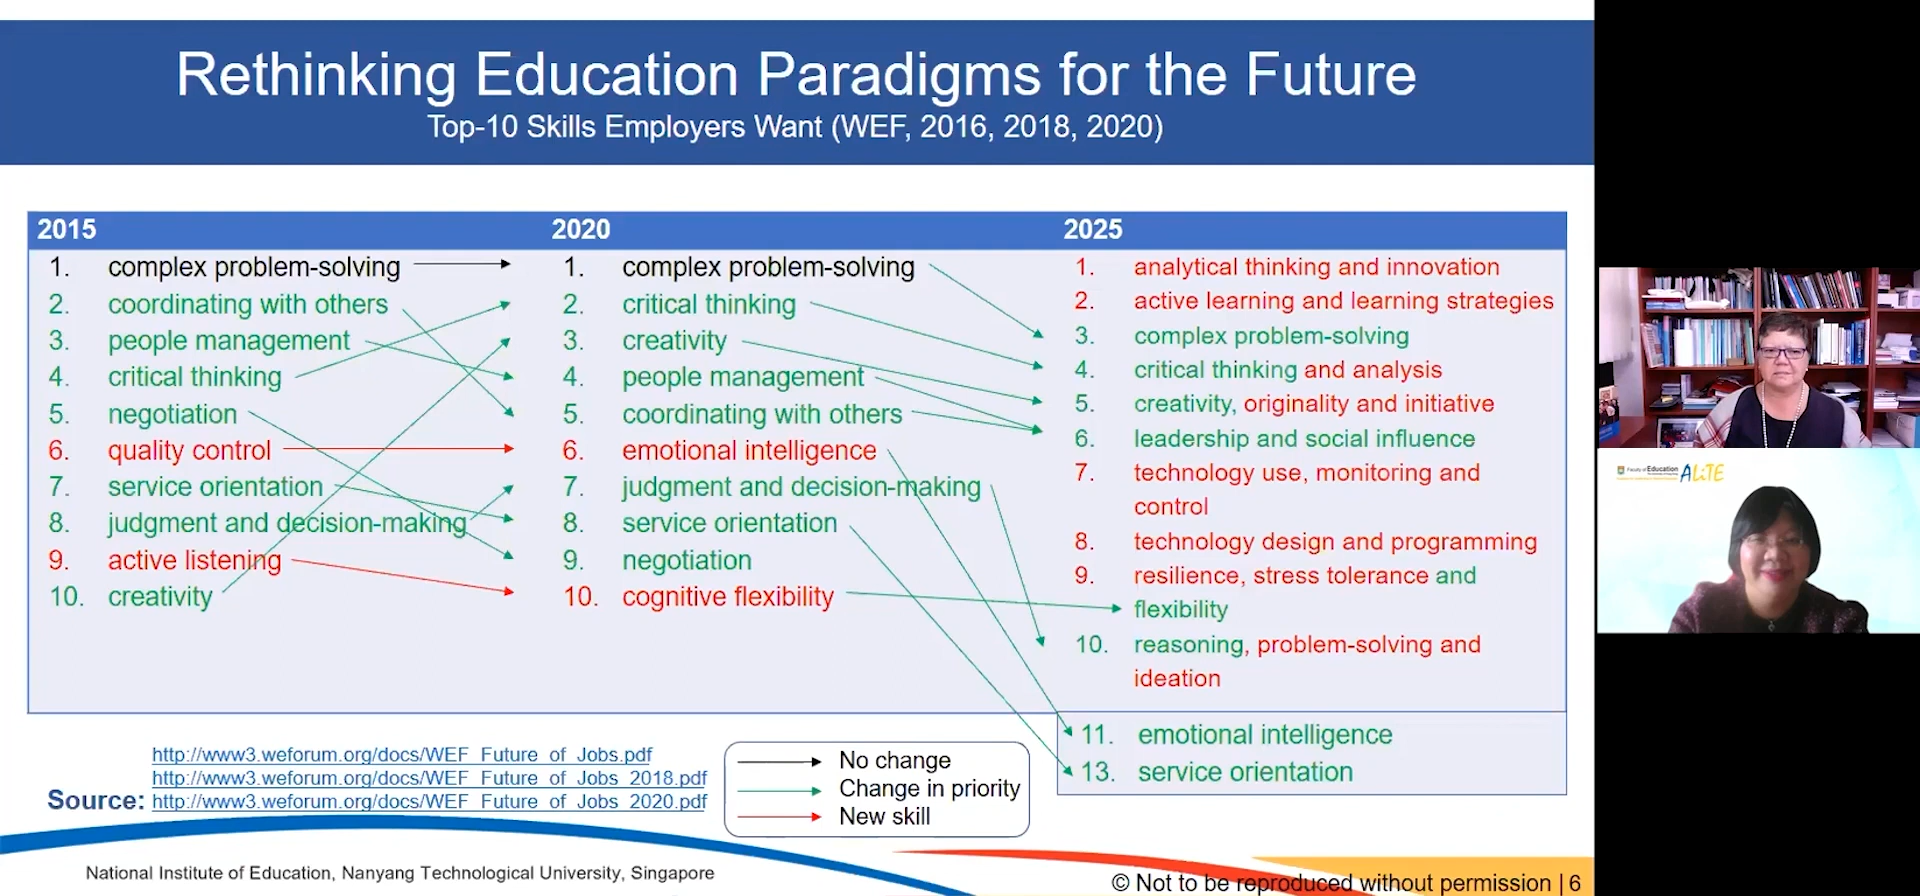 Rethinking Education Paradigms for the Future
Top-10 Skills Employers Want (WEF, 2016, 2018, 2020)
2015
1. complex problem-solving
2. coordinating with others
3. people management
4. critical thinking
5. negotiation
6. quality control
7. service orientation
8. judgment and decision-making
9. active listening
10. creativity
2020
1. complex problem-solving
2. critical thinking
3. creativity
4. people management
5. coordinating with others
6. emotional intelligence
7. judgment and decision-making
8. service orientation
9. negotiation
10. cognitive flexibility
2025
1. analytical thinking and innovation
2. active learning and learning strategies
3. complex problem-solving
4. critical thinking and analysis
5. creativity, originality and initiative
6. leadership and social influence
7. technology use, monitoring and
control
8. technology design and programming
9. resilience, stress tolerance and
flexibility
10. reasoning, problem-solving and
ideation
11. emotional intelligence
13. service orientation
http://www3.weforum.org/docs/WEF_Future_of_Jobs.pdf
http://www3.weforum.org/docs/WEF_Future_of_Jobs_2018.pdf
Source: http://www3.weforum.org/docs/WEF_Future_of_Jobs_2020.pdf
No change
Change in priority
New skill
National Institute of Education, Nanyang Technological University, Singapore
© Not to be reproduced without permission | 6
Faculty of Education
ALiTE